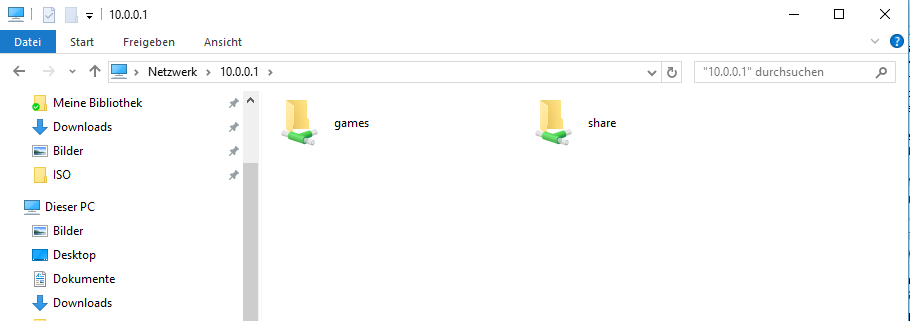 10.0.0.1
Datei Start Freigeben Ansicht
Netzwerk 10.0.0.1 "10.0.0.1" durchsuchen
Meine Bibliothek
Downloads
Bilder
ISO
Dieser PC
Bilder
Desktop
Dokumente
Downloads
games
share